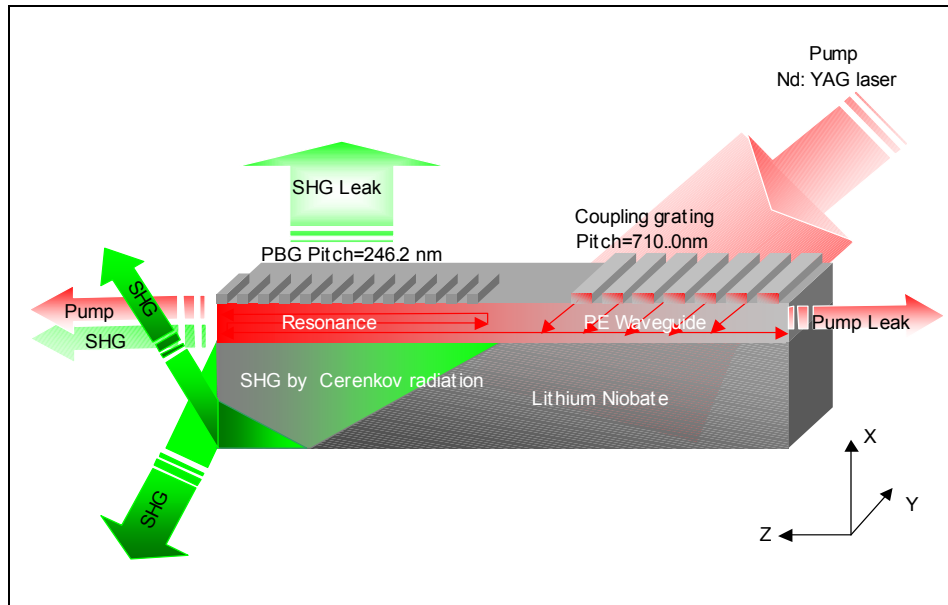 Pump
Nd: YAG laser
SHG Leak
Coupling grating
Pitch=710..0nm
PBG Pitch=246.2 nm
SHG
Pump
Resonance
PE Waveguide
Pump Leak
SHG
SHG by Cerenkov radiation
Lithium Niobate
SHG
X
Y
Z